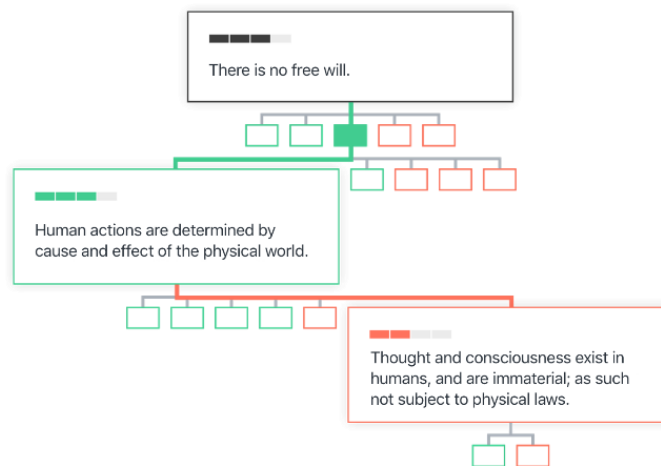 There is no free will.
Human actions are determined by
cause and effect of the physical world.
Thought and consciousness exist in
humans, and are immaterial; as such
not subject to physical laws.